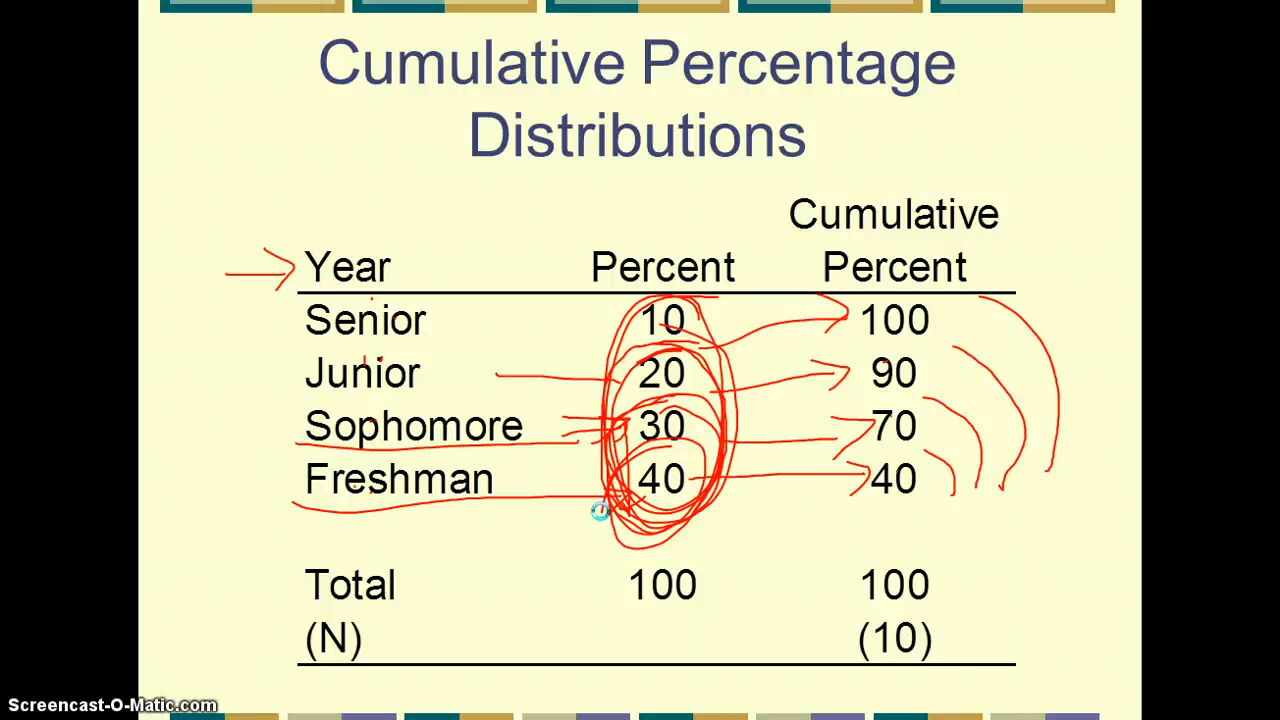 Cumulative Percentage
Distributions
Cumulative
Year Percent Percent
Senior 10 100
Junior 20 90
Sophomore 30 70
Freshman 40 40
Total 100 100
(N) (10)
Screencast-O-Matic.com